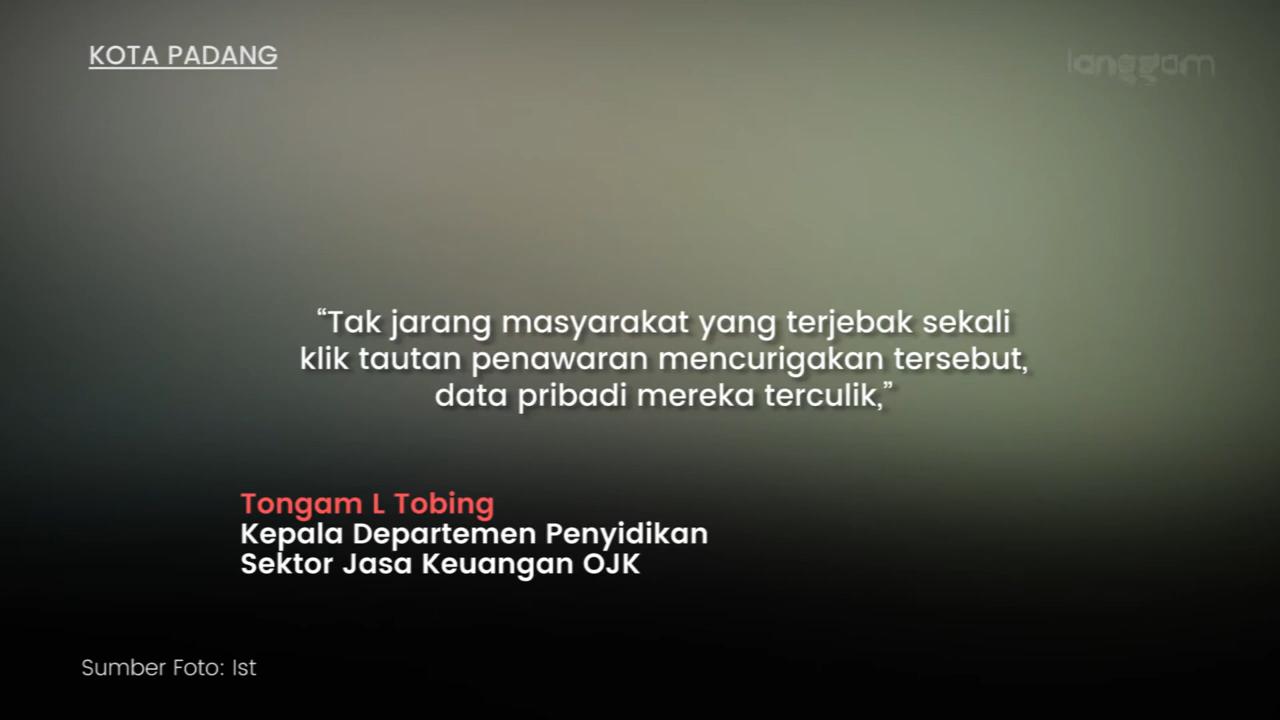 KOTA PADANG
langgam
“Tak jarang masyarakat yang terjebak sekali
klik tautan penawaran mencurigakan tersebut,
data pribadi mereka terculik,”
Tongam L Tobing
Kepala Departemen Penyidikan
Sektor Jasa Keuangan OJK
Sumber Foto: Ist